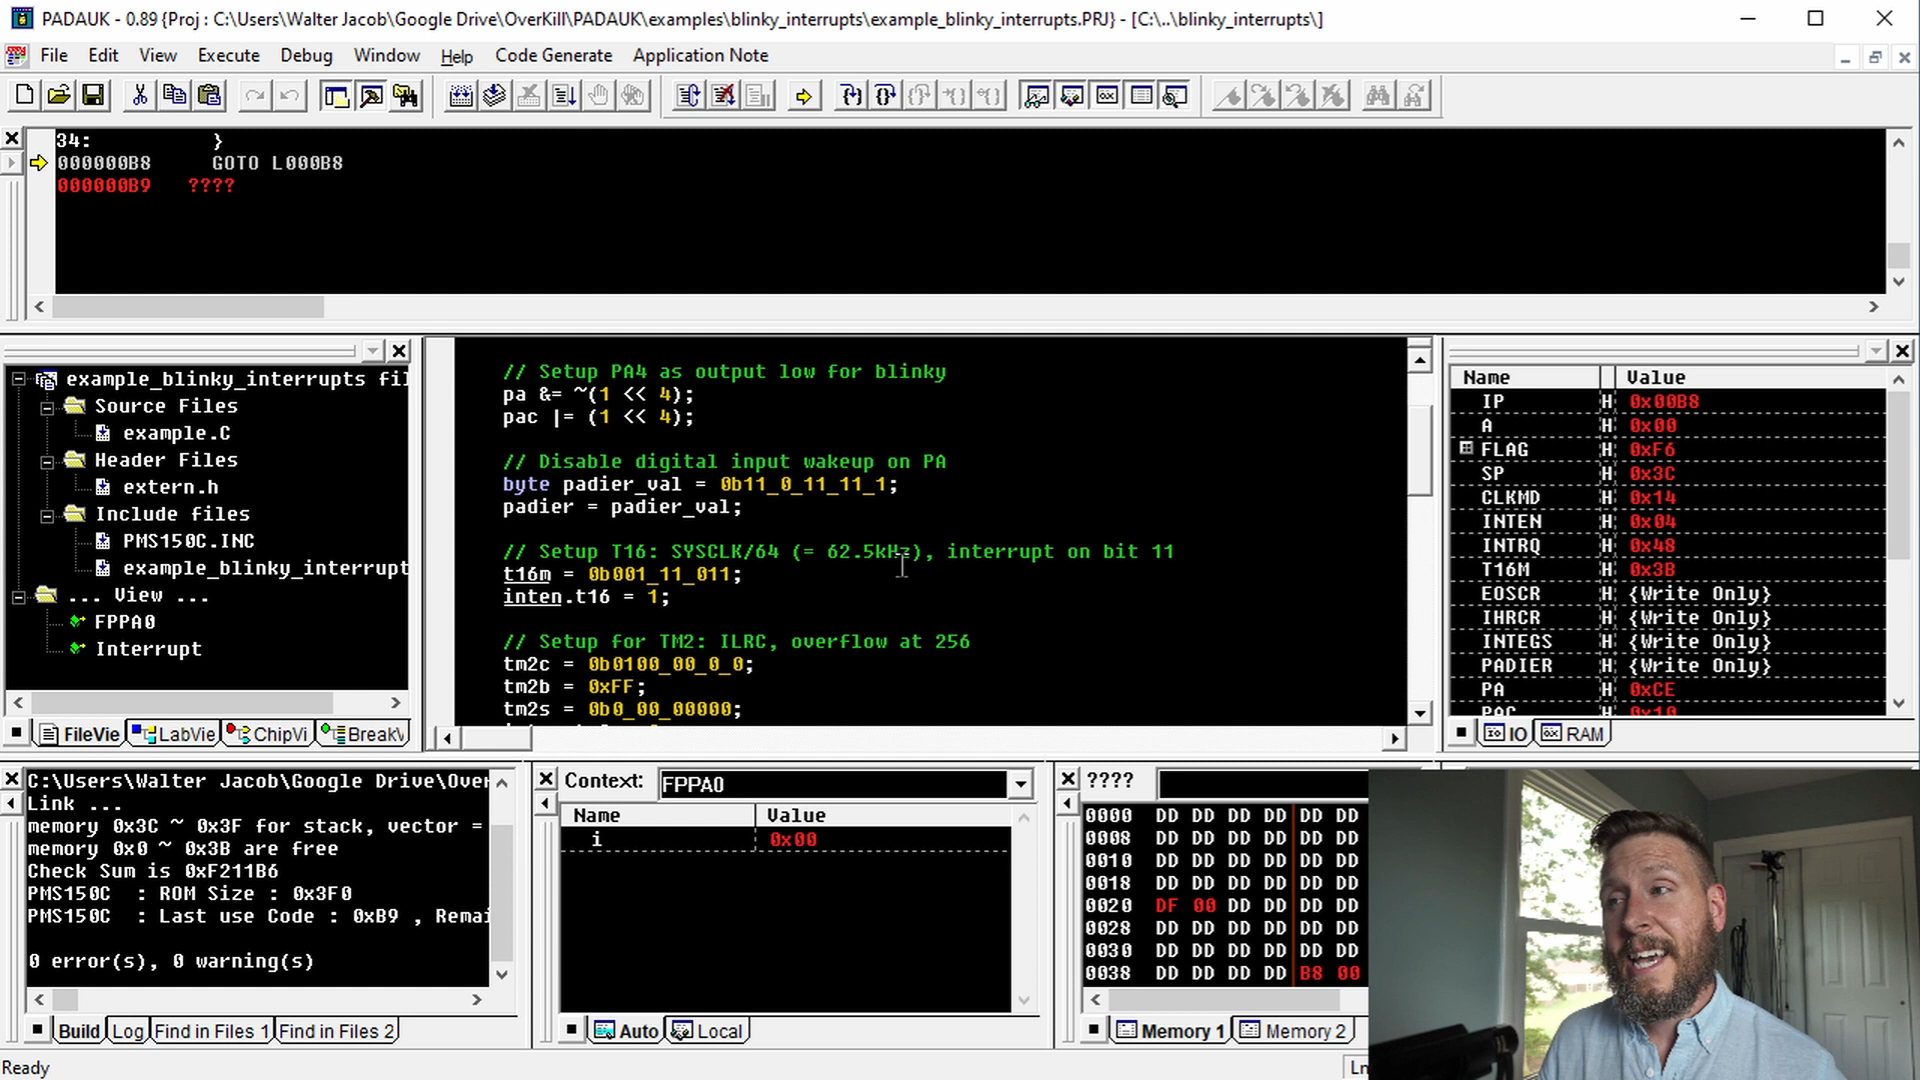 PADAUK - 0.89 {Proj : C:\Users\Walter Jacob\Google Drive\OverKill\PADAUK\examples\blinky_interrupts\example_blinky_interrupts.PRJ} - [C:\..\blinky_interrupts\]
File Edit View Execute Debug Window Help Code Generate Application Note
34: }
000000B8 GOTO L000B8
000000B9 ????
example_blinky_interrupts fil
Source Files
example.C
Header Files
extern.h
Include files
PMS150C.INC
example_blinky_interrupt
... View ...
FPPA0
Interrupt
FileVie LabVie ChipVi BreakV
// Setup PA4 as output low for blinky
pa &= ~(1 << 4);
pac |= (1 << 4);
// Disable digital input wakeup on PA
byte padier_val = 0b11_0_11_11_1;
padier = padier_val;
// Setup T16: SYSCLK/64 (= 62.5kHz), interrupt on bit 11
t16m = 0b001_11_011;
inten.t16 = 1;
// Setup for TM2: ILRC, overflow at 256
tm2c = 0b0100_00_0_0;
tm2b = 0xFF;
tm2s = 0b0_00_00000;
Name Value
IP H 0x00B8
A H 0x00
FLAG H 0xF6
SP H 0x3C
CLKMD H 0x14
INTEN H 0x04
INTRQ H 0x48
T16M H 0x3B
EOSCR H {Write Only}
IHRCR H {Write Only}
INTEGS H {Write Only}
PADIER H {Write Only}
PA H 0xCE
PAC H 0x10
IO RAM
C:\Users\Walter Jacob\Google Drive\Over
Link ...
memory 0x3C ~ 0x3F for stack, vector =
memory 0x0 ~ 0x3B are free
Check Sum is 0xF211B6
PMS150C : ROM Size : 0x3F0
PMS150C : Last use Code : 0xB9 , Remai
0 error(s), 0 warning(s)
Build Log Find in Files 1 Find in Files 2
Context: FPPA0
Name Value
i 0x00
Auto Local
????
0000 DD DD DD DD DD DD
0008 DD DD DD DD DD DD
0010 DD DD DD DD DD DD
0018 DD DD DD DD DD DD
0020 DF 00 DD DD DD DD
0028 DD DD DD DD DD DD
0030 DD DD DD DD DD DD
0038 DD DD DD DD B8 00
Memory 1 Memory 2
Ready
Ln